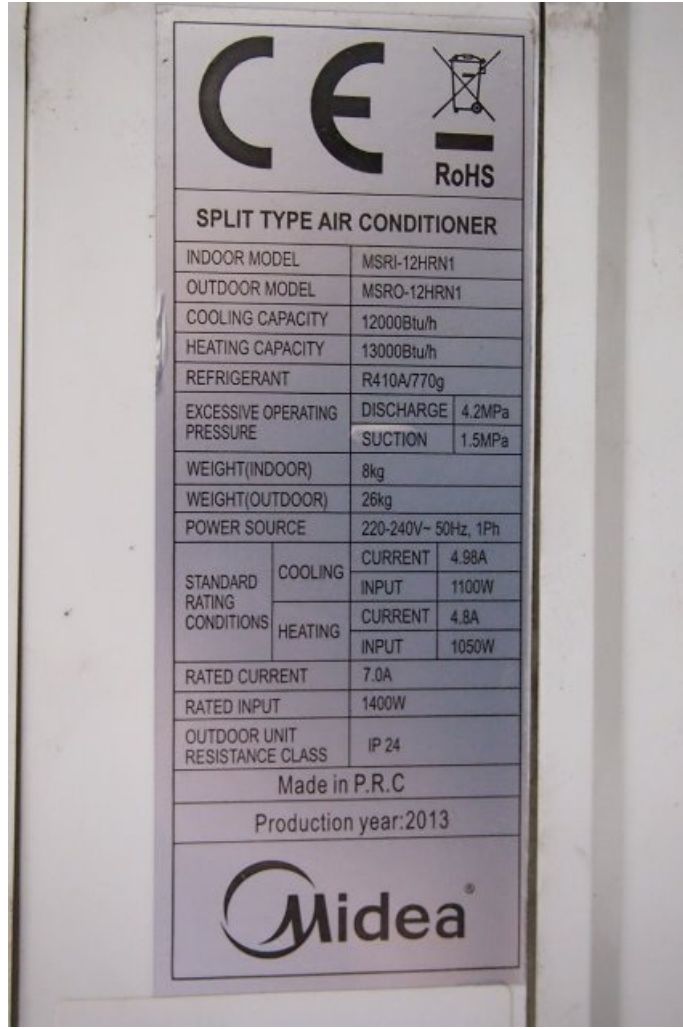 CE
RoHS
SPLIT TYPE AIR CONDITIONER
INDOOR MODEL MSRI-12HRN1
OUTDOOR MODEL MSRO-12HRN1
COOLING CAPACITY 12000Btu/h
HEATING CAPACITY 13000Btu/h
REFRIGERANT R410A/770g
EXCESSIVE OPERATING PRESSURE DISCHARGE 4.2MPa
SUCTION 1.5MPa
WEIGHT(INDOOR) 8kg
WEIGHT(OUTDOOR) 26kg
POWER SOURCE 220-240V~ 50Hz, 1Ph
STANDARD RATING CONDITIONS COOLING CURRENT 4.98A
INPUT 1100W
HEATING CURRENT 4.8A
INPUT 1050W
RATED CURRENT 7.0A
RATED INPUT 1400W
OUTDOOR UNIT RESISTANCE CLASS IP 24
Made in P.R.C
Production year:2013
Midea®